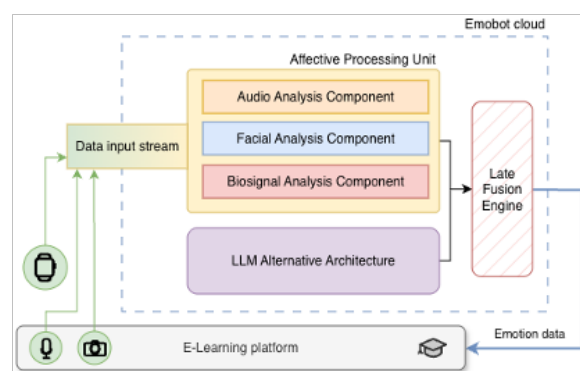 Emobot cloud
Affective Processing Unit
Audio Analysis Component
Data input stream
Facial Analysis Component
Biosignal Analysis Component
Late
Fusion
Engine
LLM Alternative Architecture
Emotion data
E-Learning platform